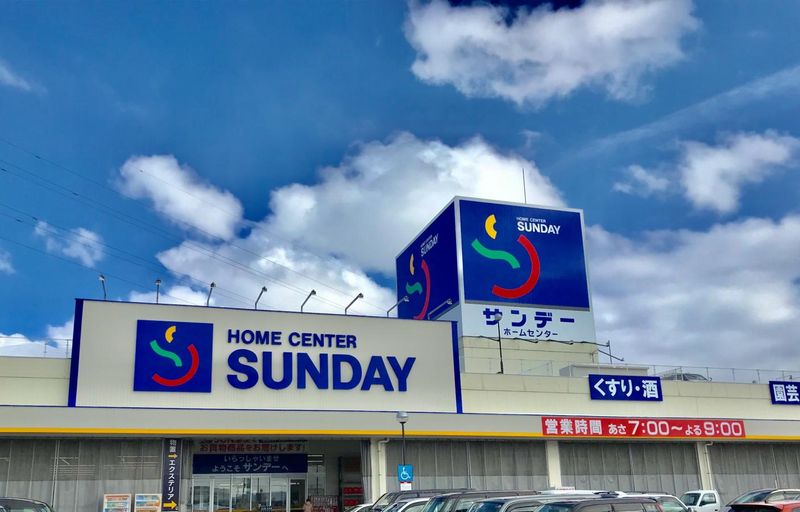 HOME CENTER
SUNDAY
サンデー
ホームセンター
HOME CENTER
SUNDAY
くすり・酒
園芸
営業時間 あさ7:00～よる9:00
お買物商品をお届けします!
いらっしゃいませ
ようこそ サンデーへ
物置
エクステリア